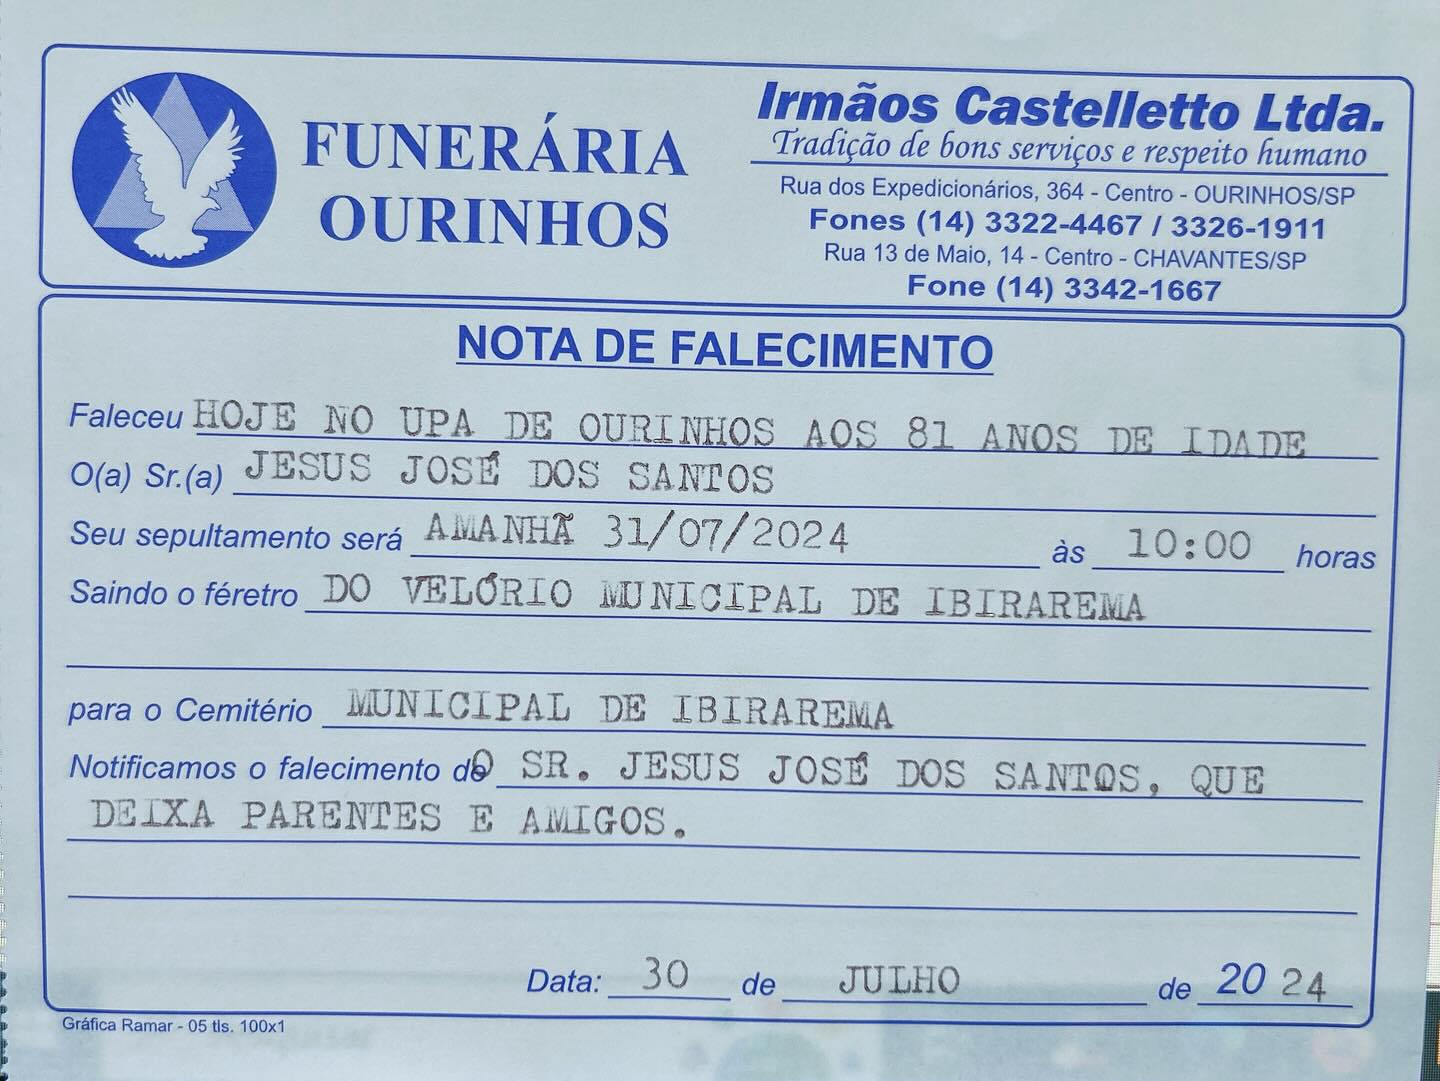 FUNERÁRIA
OURINHOS
Irmãos Castelletto Ltda.
Tradição de bons serviços e respeito humano
Rua dos Expedicionários, 364 - Centro - OURINHOS/SP
Fones (14) 3322-4467 / 3326-1911
Rua 13 de Maio, 14 - Centro - CHAVANTES/SP
Fone (14) 3342-1667
NOTA DE FALECIMENTO
Faleceu HOJE NO UPA DE OURINHOS AOS 81 ANOS DE IDADE
O(a) Sr.(a) JESUS JOSÉ DOS SANTOS
Seu sepultamento será AMANHÃ 31/07/2024 às 10:00 horas
Saindo o féretro DO VELÓRIO MUNICIPAL DE IBIRAREMA
para o Cemitério MUNICIPAL DE IBIRAREMA
Notificamos o falecimento dO SR. JESUS JOSÉ DOS SANTOS, QUE
DEIXA PARENTES E AMIGOS.
Data: 30 de JULHO de 20 24
Gráfica Ramar - 05 tls. 100x1